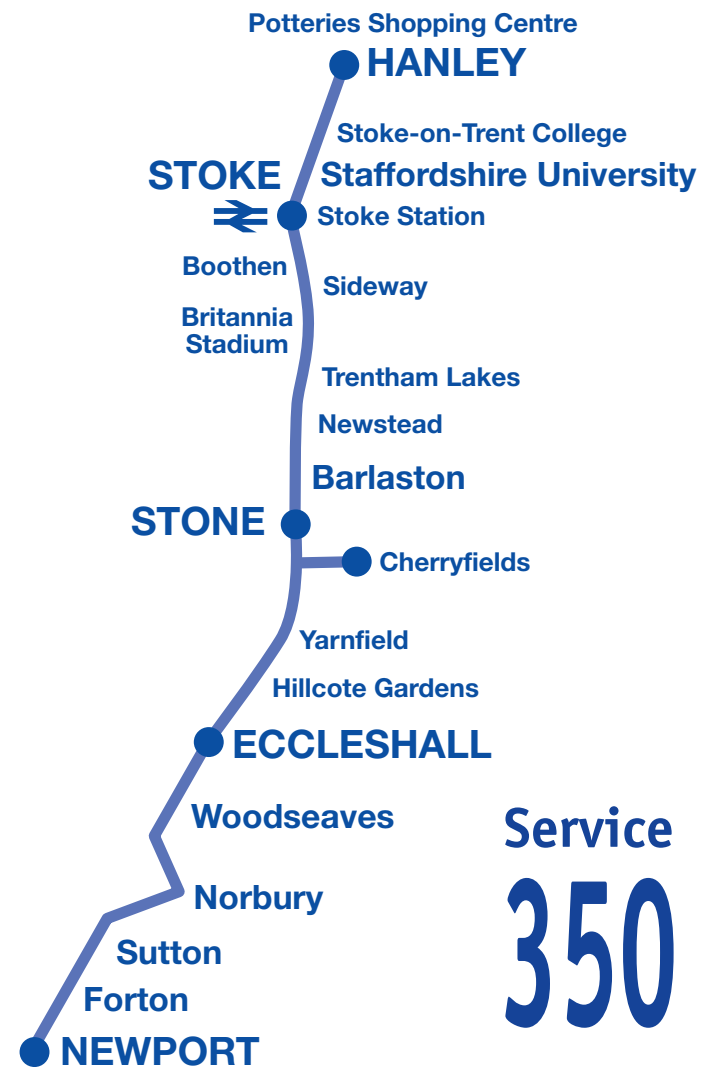 Potteries Shopping Centre
HANLEY
Stoke-on-Trent College
STOKE
Staffordshire University
Stoke Station
Boothen
Sideway
Britannia
Stadium
Trentham Lakes
Newstead
Barlaston
STONE
Cherryfields
Yarnfield
Hillcote Gardens
ECCLESHALL
Woodseaves
Service
350
Norbury
Sutton
Forton
NEWPORT